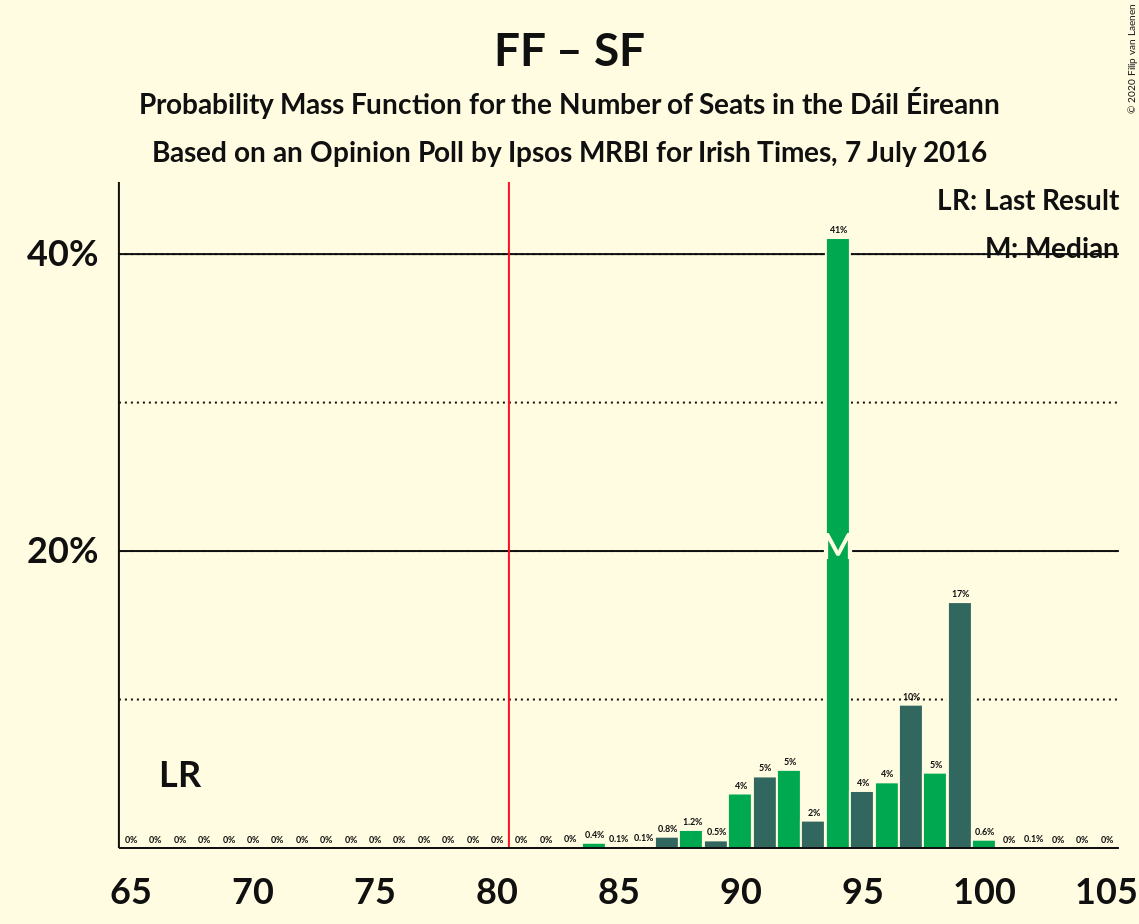 FF – SF
Probability Mass Function for the Number of Seats in the Dáil Éireann
Based on an Opinion Poll by Ipsos MRBI for Irish Times, 7 July 2016
© 2020 Filip van Laenen
LR: Last Result
M: Median
40%
20%
LR
M
0% 0% 0% 0% 0% 0% 0% 0% 0% 0% 0% 0% 0% 0% 0% 0% 0% 0% 0% 0.4% 0.1% 0.1% 0.8% 1.2% 0.5% 4% 5% 5% 2% 41% 4% 4% 10% 5% 17% 0.6% 0% 0.1% 0% 0% 0%
65 70 75 80 85 90 95 100 105